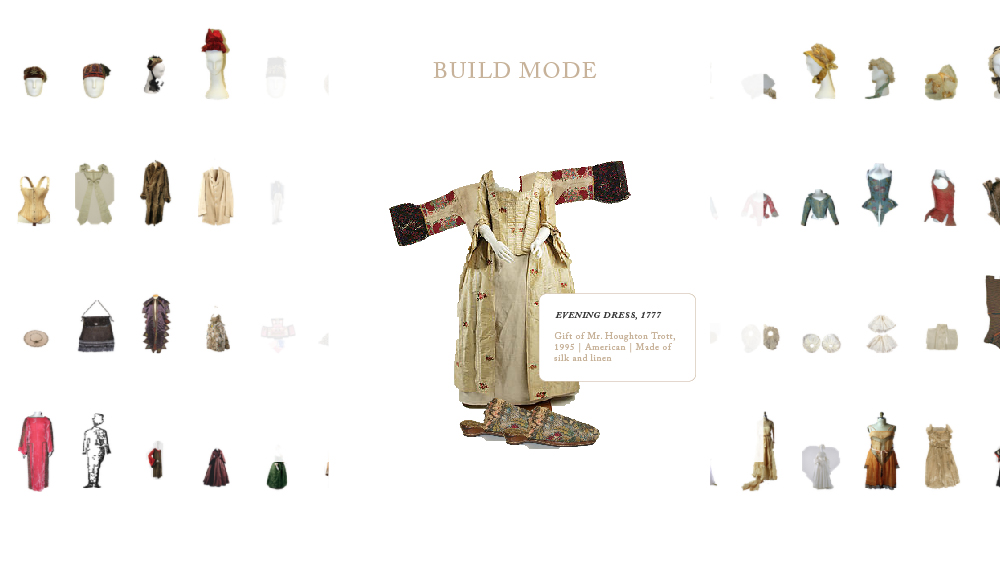 BUILD MODE
EVENING DRESS, 1777
Gift of Mr. Houghton Trott,
1995 | American | Made of
silk and linen